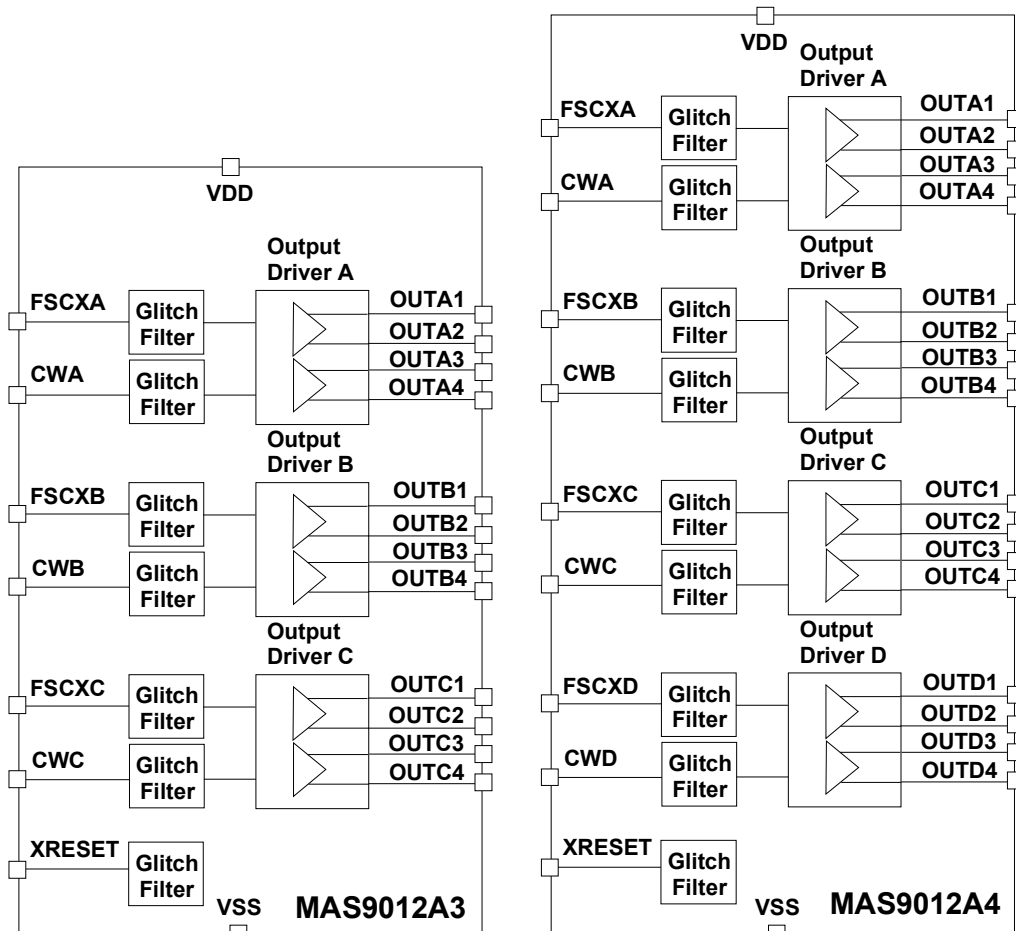 VDD
Output
Driver A
FSCXA
Glitch
Filter
OUTA1
OUTA2
CWA
Glitch
Filter
OUTA3
OUTA4
Output
Driver B
FSCXB
Glitch
Filter
OUTB1
OUTB2
CWB
Glitch
Filter
OUTB3
OUTB4
Output
Driver C
FSCXC
Glitch
Filter
OUTC1
OUTC2
CWC
Glitch
Filter
OUTC3
OUTC4
XRESET
Glitch
Filter
VSS
MAS9012A3
VDD
Output
Driver A
FSCXA
Glitch
Filter
OUTA1
OUTA2
CWA
Glitch
Filter
OUTA3
OUTA4
Output
Driver B
FSCXB
Glitch
Filter
OUTB1
OUTB2
CWB
Glitch
Filter
OUTB3
OUTB4
Output
Driver C
FSCXC
Glitch
Filter
OUTC1
OUTC2
CWC
Glitch
Filter
OUTC3
OUTC4
Output
Driver D
FSCXD
Glitch
Filter
OUTD1
OUTD2
CWD
Glitch
Filter
OUTD3
OUTD4
XRESET
Glitch
Filter
VSS
MAS9012A4